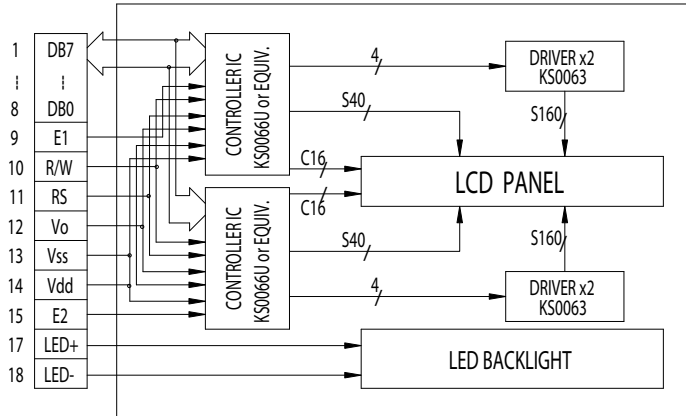 1 DB7
8 DB0
9 E1
10 R/W
11 RS
12 Vo
13 Vss
14 Vdd
15 E2
17 LED+
18 LED-
CONTROLLER IC
KS0066U or EQUIV.
CONTROLLER IC
KS0066U or EQUIV.
4
S40
C16
C16
S40
4
DRIVER x2
KS0063
S160
LCD PANEL
S160
DRIVER x2
KS0063
LED BACKLIGHT